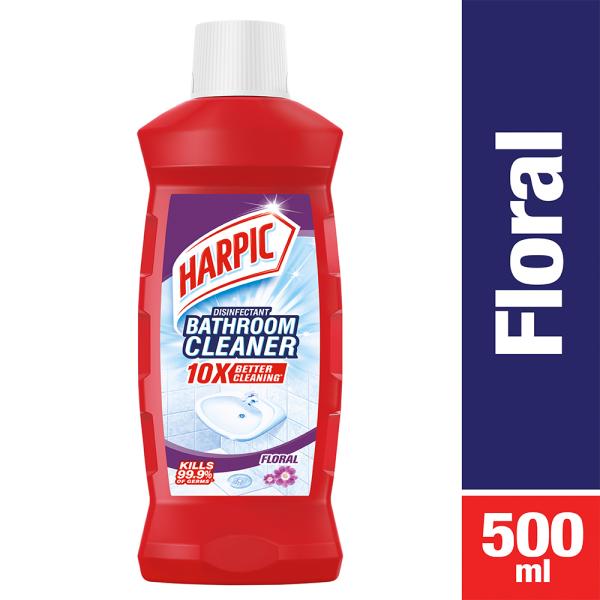 HARPIC
DISINFECTANT
BATHROOM
CLEANER
10X BETTER
CLEANING*
FLORAL
KILLS
99.9%
OF GERMS
Floral
500
ml